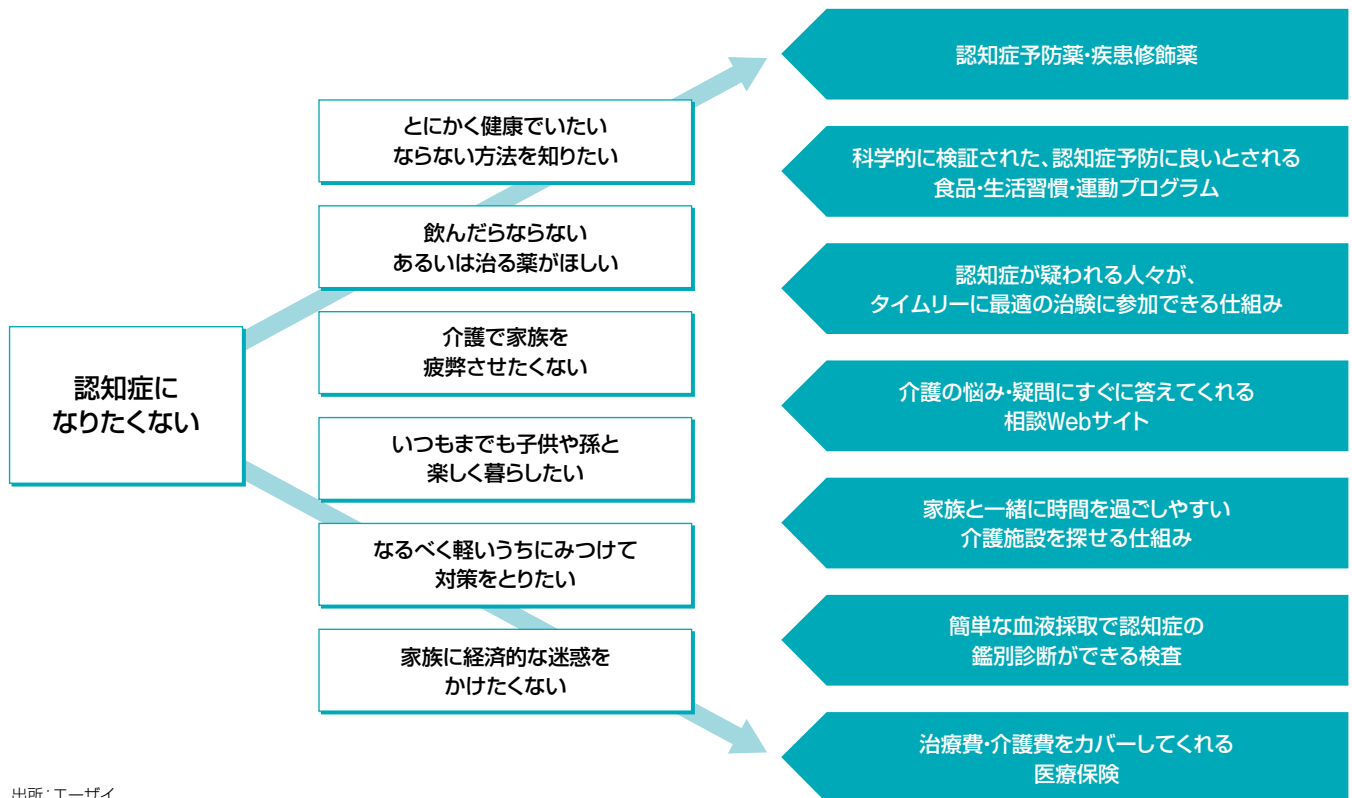 認知症に
なりたくない
とにかく健康でいたい
ならない方法を知りたい
飲んだらならない
あるいは治る薬がほしい
介護で家族を
疲弊させたくない
いつもまでも子供や孫と
楽しく暮らしたい
なるべく軽いうちにみつけて
対策をとりたい
家族に経済的な迷惑を
かけたくない
認知症予防薬・疾患修飾薬
科学的に検証された、認知症予防に良いとされる
食品・生活習慣・運動プログラム
認知症が疑われる人々が、
タイムリーに最適の治験に参加できる仕組み
介護の悩み・疑問にすぐに答えてくれる
相談Webサイト
家族と一緒に時間を過ごしやすい
介護施設を探せる仕組み
簡単な血液採取で認知症の
鑑別診断ができる検査
治療費・介護費をカバーしてくれる
医療保険
出所：エーザイ